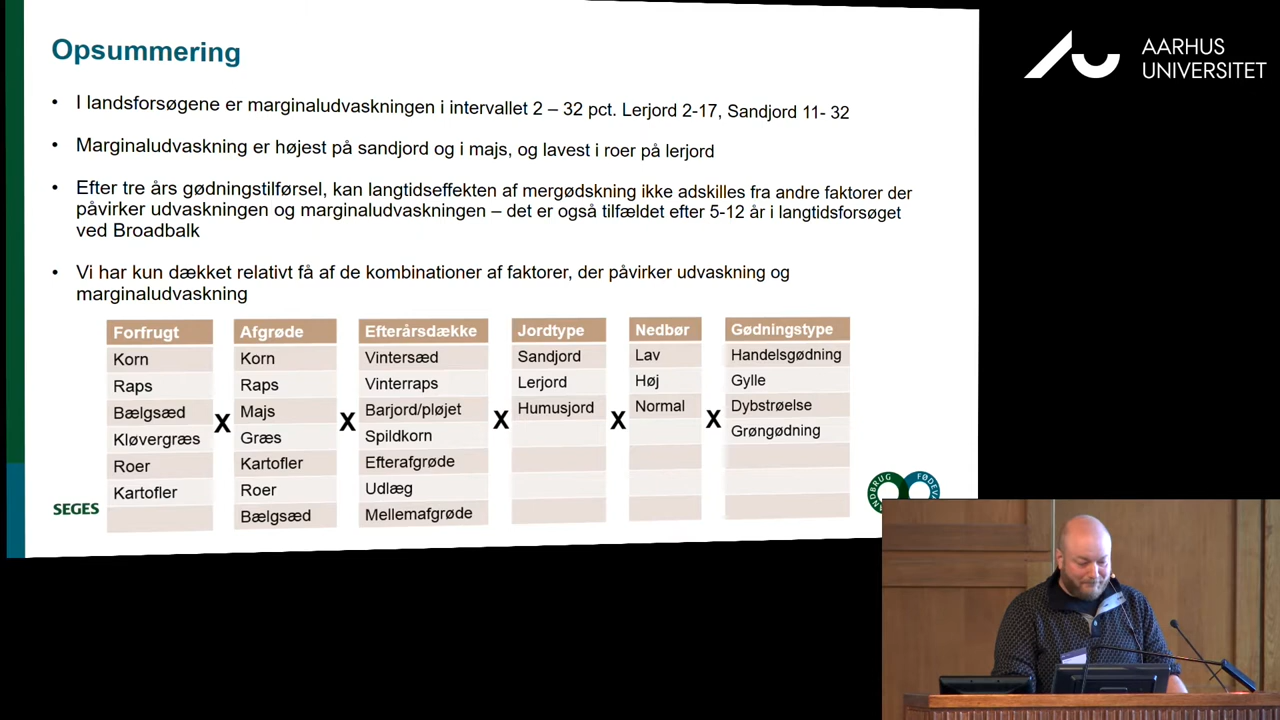 Opsummering
• I landsforsøgene er marginaludvaskningen i intervallet 2 – 32 pct. Lerjord 2-17, Sandjord 11- 32
• Marginaludvaskning er højest på sandjord og i majs, og lavest i roer på lerjord
• Efter tre års gødningstilførsel, kan langtidseffekten af mergødskning ikke adskilles fra andre faktorer der
påvirker udvaskningen og marginaludvaskningen – det er også tilfældet efter 5-12 år i langtidsforsøget
ved Broadbalk
• Vi har kun dækket relativt få af de kombinationer af faktorer, der påvirker udvaskning og
marginaludvaskning
Forfrugt
Korn
Raps
Bælgsæd
Kløvergræs
Roer
Kartofler
X
Afgrøde
Korn
Raps
Majs
Græs
Kartofler
Roer
Bælgsæd
X
Efterårsdække
Vintersæd
Vinterraps
Barjord/pløjet
Spildkorn
Efterafgrøde
Udlæg
Mellemafgrøde
X
Jordtype
Sandjord
Lerjord
Humusjord
X
Nedbør
Lav
Høj
Normal
X
Gødningstype
Handelsgødning
Gylle
Dybstrøelse
Grøngødning
SEGES
AARHUS
UNIVERSITET